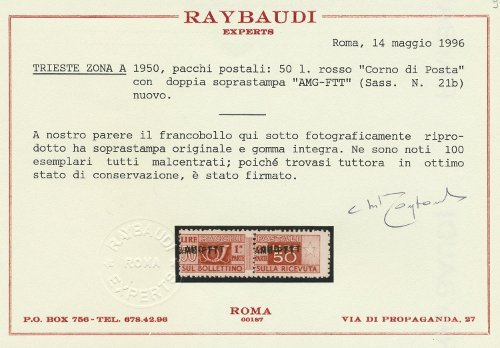 RAYBAUDI
EXPERTS
Roma, 14 maggio 1996
TRIESTE ZONA A 1950, pacchi postali: 50 l. rosso "Corno di Posta"
con doppia soprastampa "AMG-FTT" (Sass. N. 21b)
nuovo.
A nostro parere il francobollo qui sotto fotograficamente ripro-
dotto ha soprastampa originale e gomma integra. Ne sono noti 100
esemplari tutti malcentrati; poiché trovasi tuttora in ottimo
stato di conservazione, è stato firmato.
RAYBAUDI
ROMA
EXPERTS
LIRE
50
1ª PARTE
SUL BOLLETTINO
50
SULLA RICEVUTA
ROMA
00187
P.O. BOX 756 - TEL. 678.42.96
VIA DI PROPAGANDA, 27